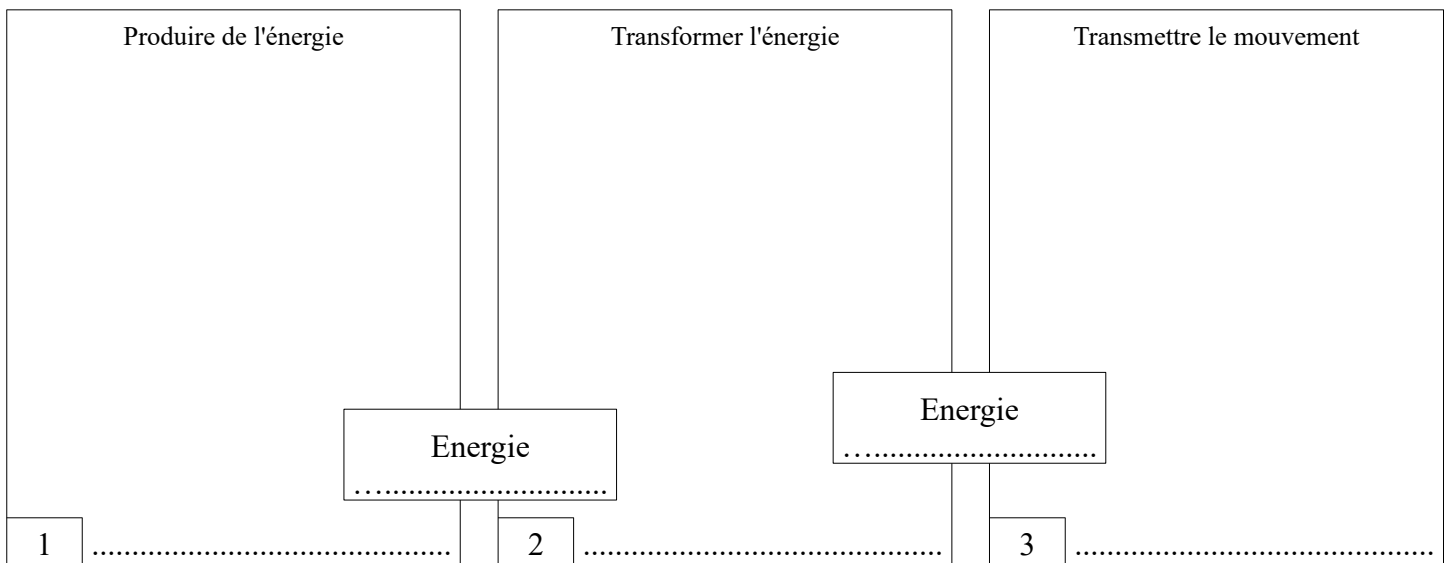 Produire de l'énergie
Transformer l'énergie
Transmettre le mouvement
Energie
…............................
Energie
…............................
1 .............................................
2 .............................................
3 .............................................